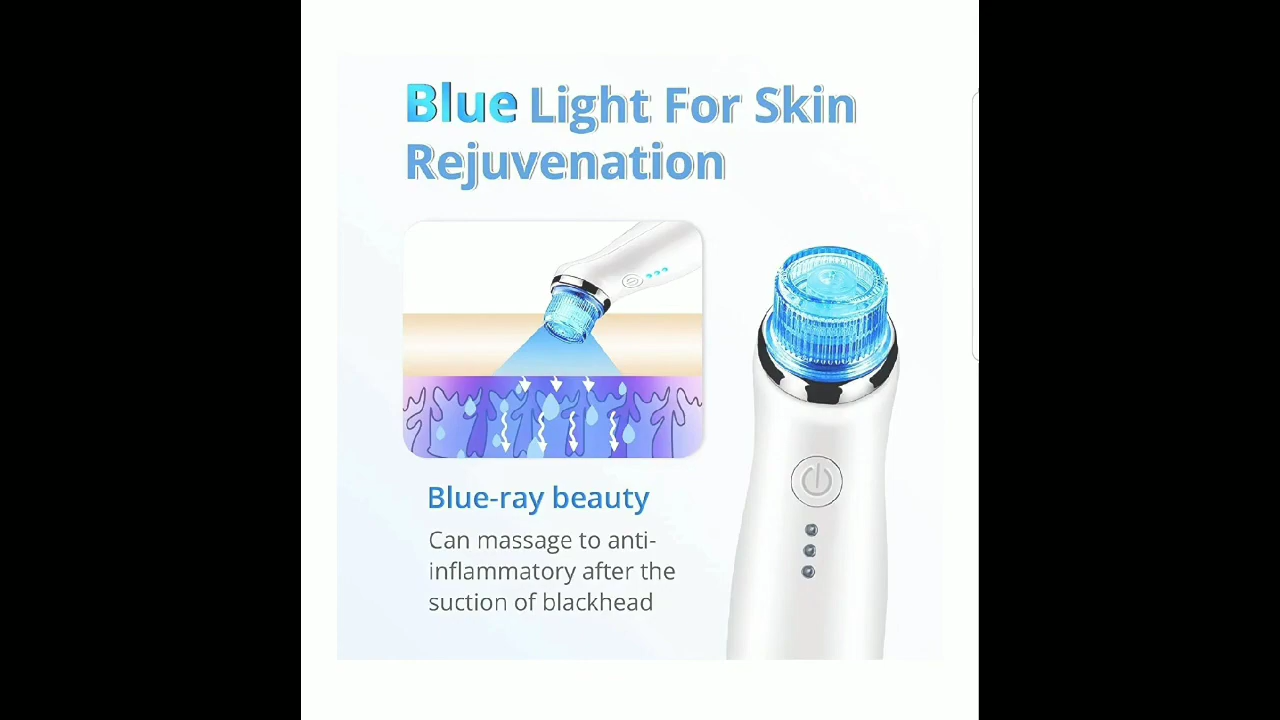 Blue Light For Skin
Rejuvenation
Blue-ray beauty
Can massage to anti-
inflammatory after the
suction of blackhead